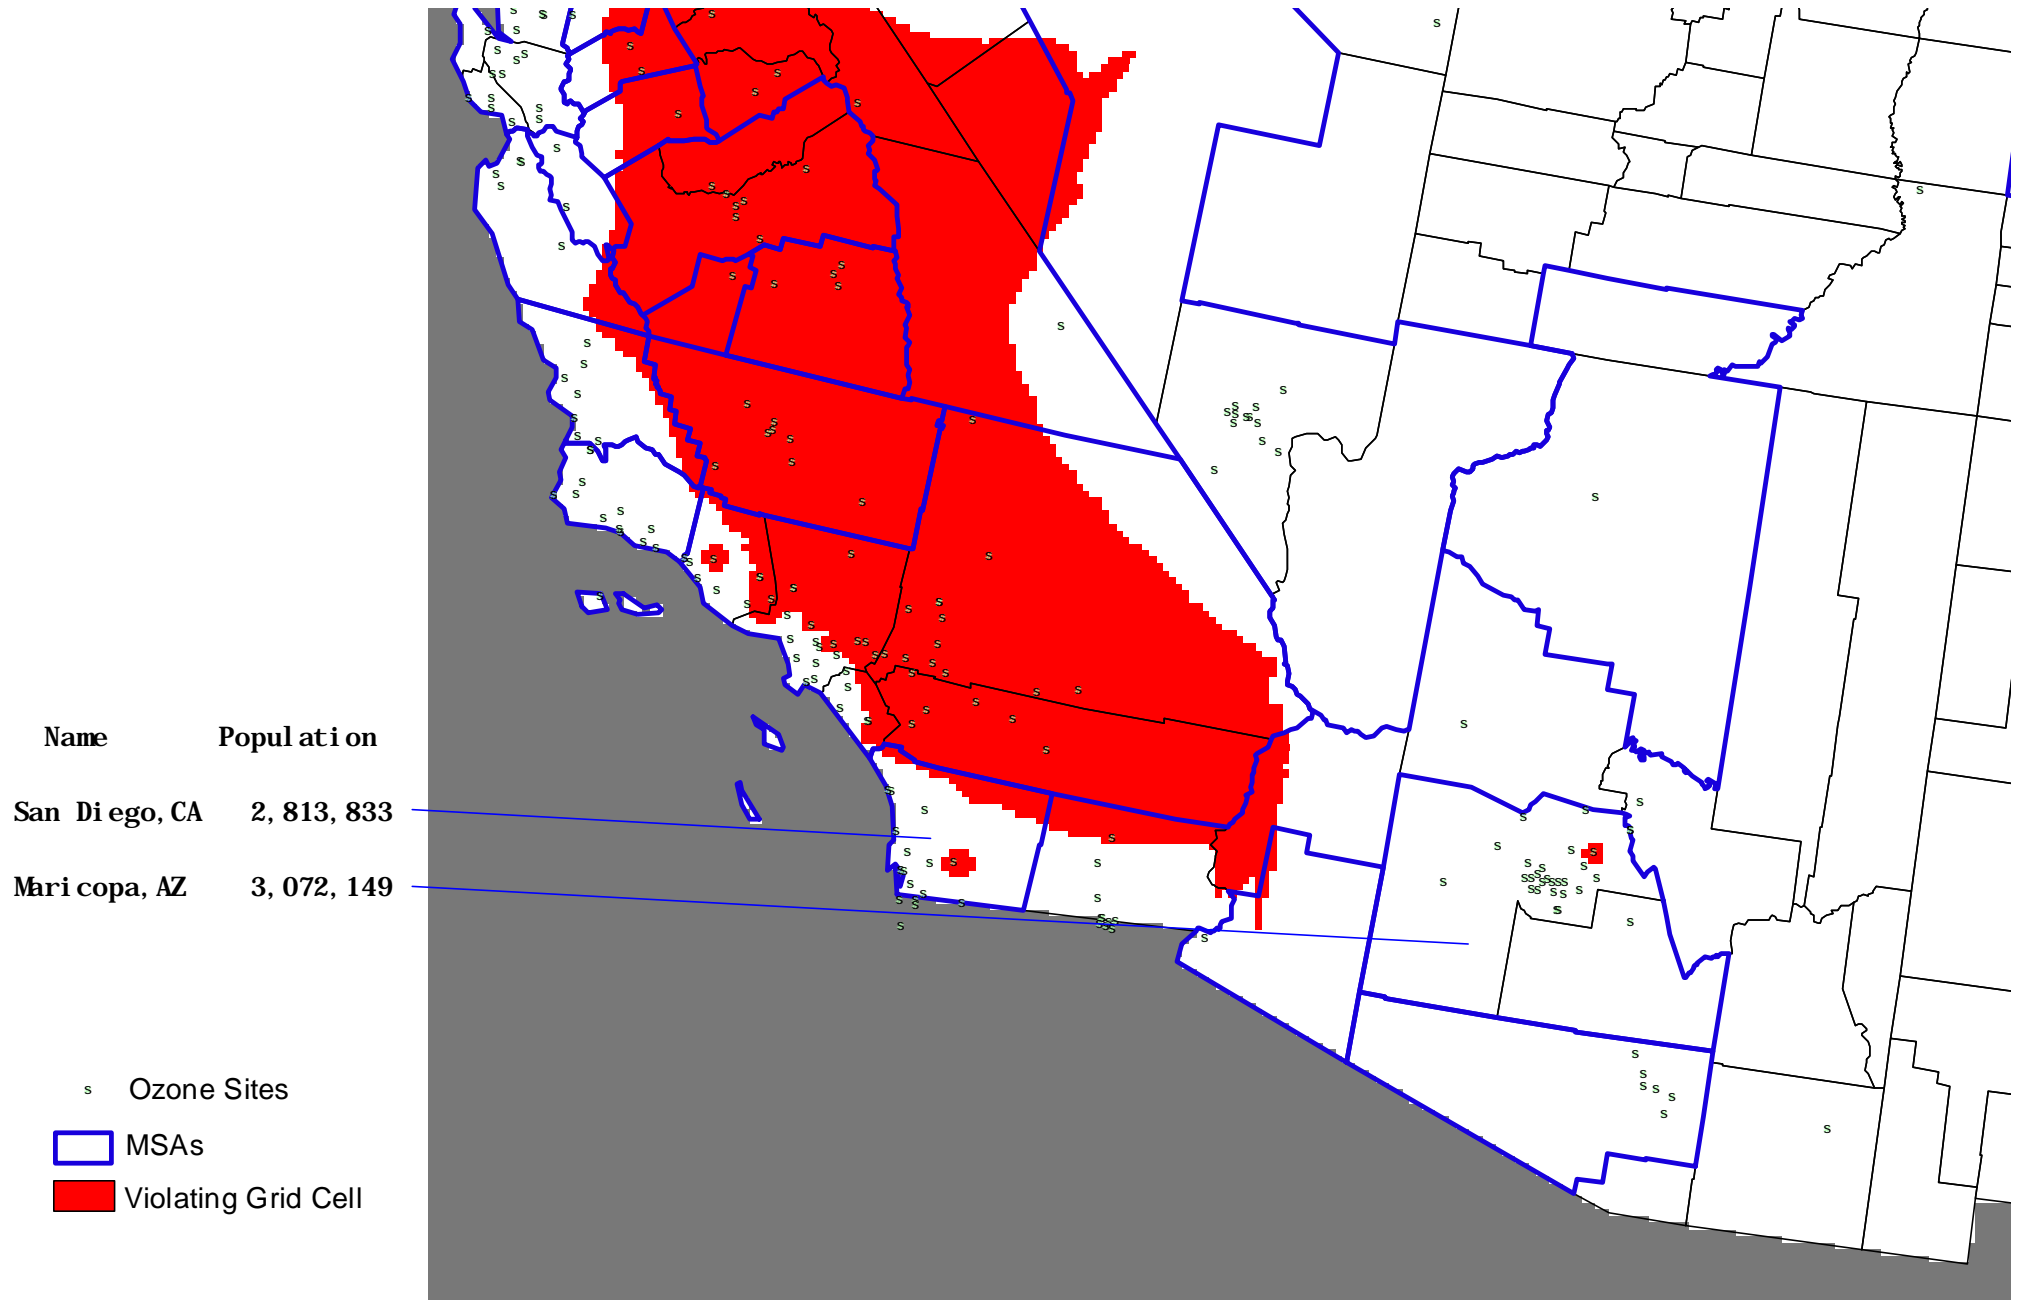 Name Population
San Diego, CA 2,813,833
Maricopa, AZ 3,072,149
s Ozone Sites
MSAs
Violating Grid Cell